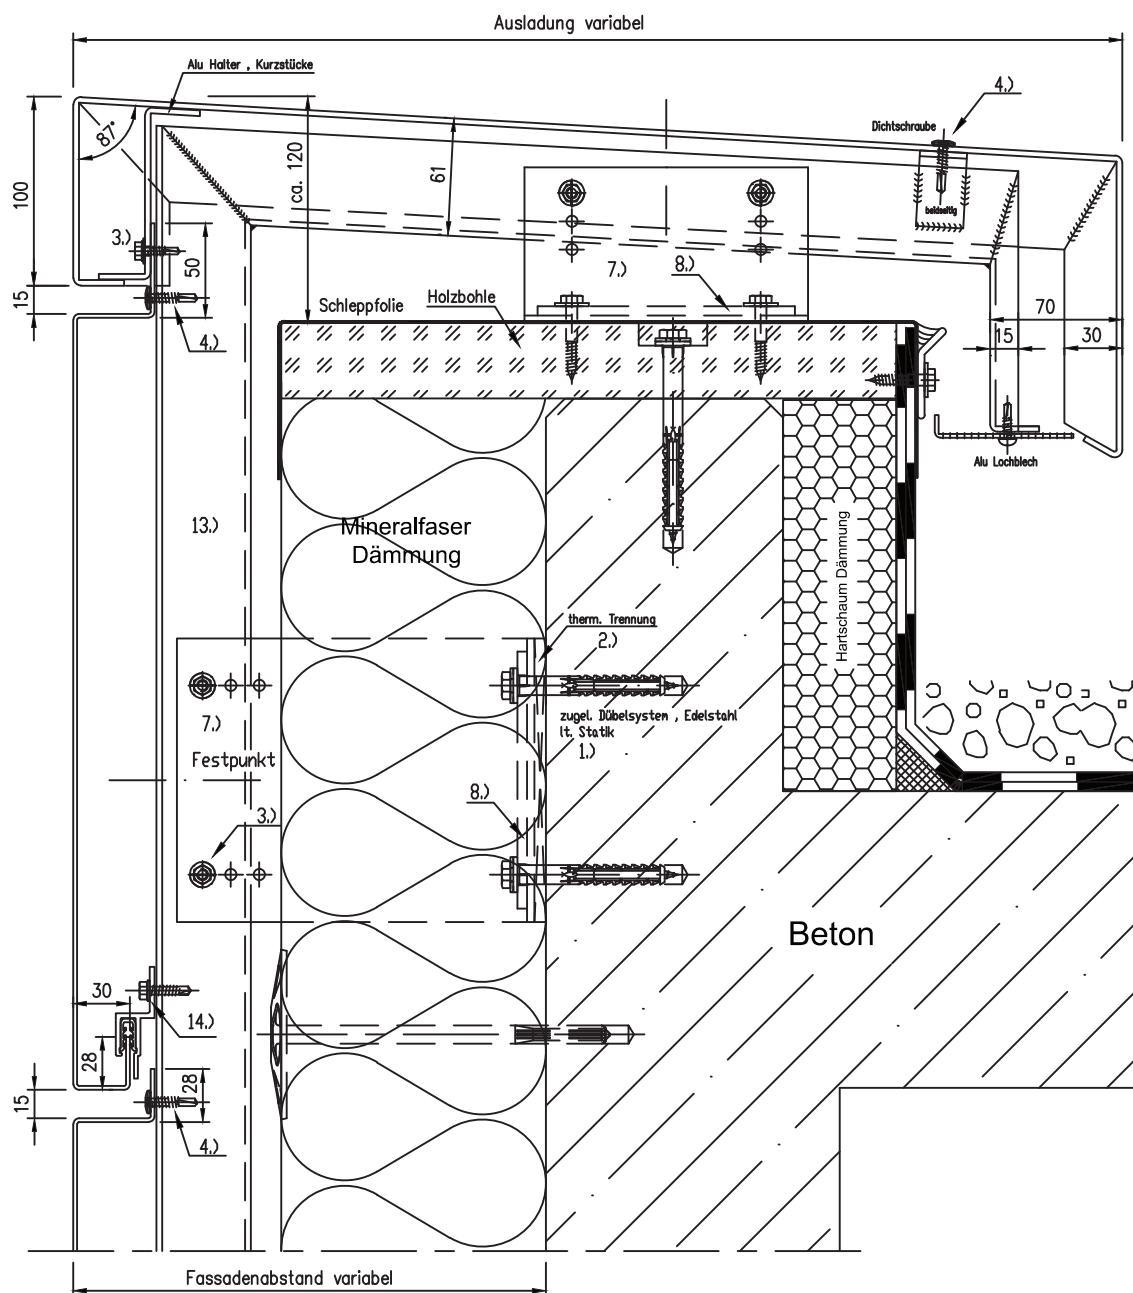 Ausladung variabel
Alu Halter , Kurzstücke
4.)
Dichtschraube
87°
100
ca. 120
61
beidseitig
3.)
50
7.)
8.)
15
Schleppfolie
Holzbohle
70
4.)
15
30
Alu Lochblech
13.)
Mineralfaser
Dämmung
Hartschaum Dämmung
therm. Trennung
2.)
7.)
zugel. Dübelsystem , Edelstahl
lt. Statik
1.)
Festpunkt
8.)
3.)
Beton
30
14.)
28
28
15
4.)
Fassadenabstand variabel